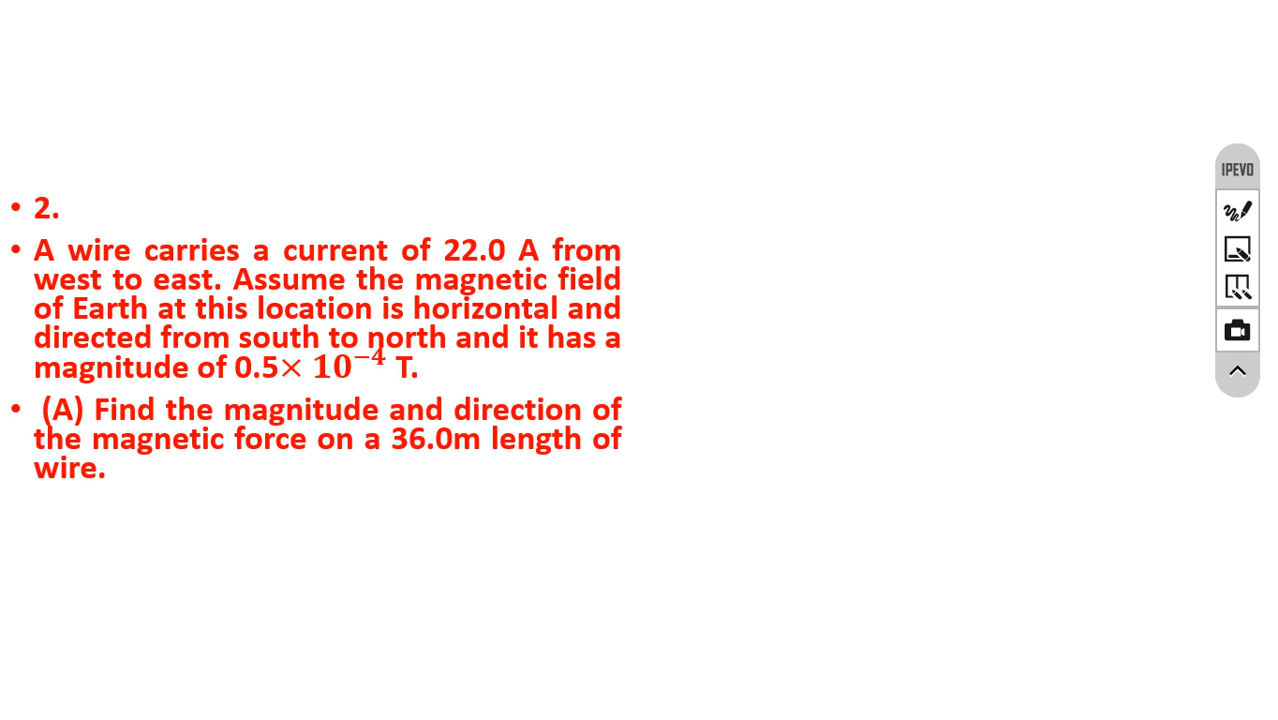 • 2.
• A wire carries a current of 22.0 A from
west to east. Assume the magnetic field
of Earth at this location is horizontal and
directed from south to north and it has a
magnitude of 0.5× 10⁻⁴ T.
• (A) Find the magnitude and direction of
the magnetic force on a 36.0m length of
wire.
IPEVO